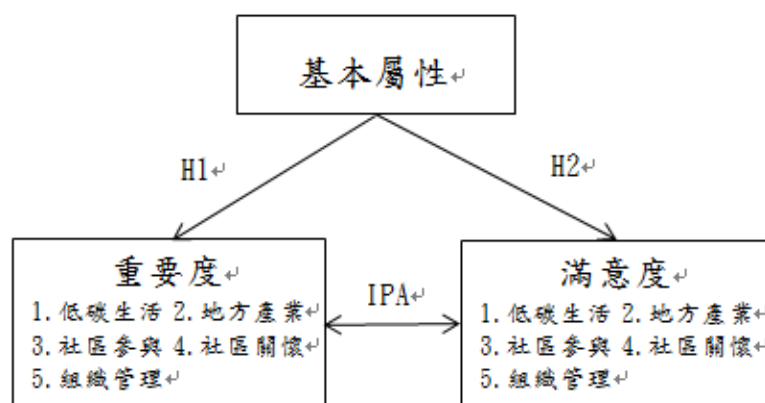 基本屬性
H1
H2
重要度
1.低碳生活 2.地方產業
3.社區參與 4.社區關懷
5.組織管理
IPA
滿意度
1.低碳生活 2.地方產業
3.社區參與 4.社區關懷
5.組織管理